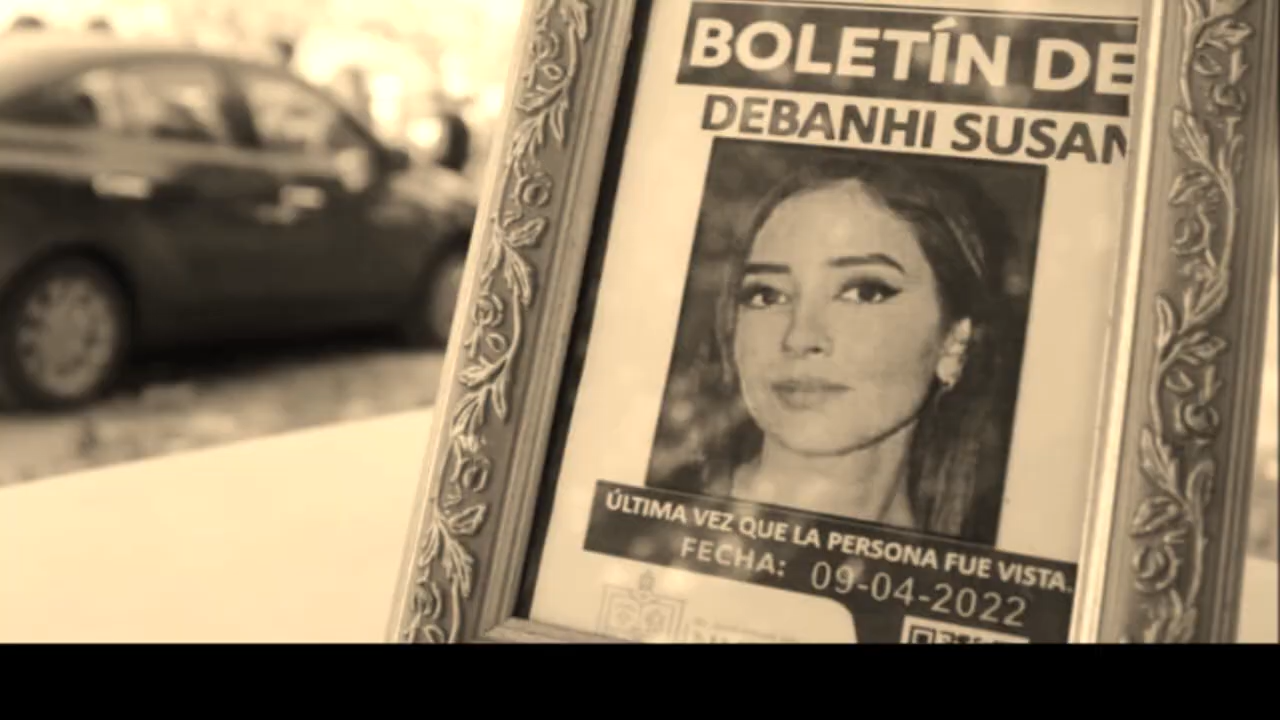 BOLETÍN DE
DEBANHI SUSAN
ÚLTIMA VEZ QUE LA PERSONA FUE VISTA.
FECHA: 09-04-2022